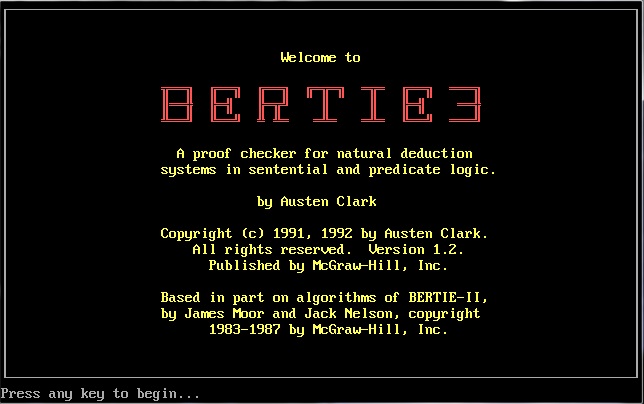 Welcome to
BERTIE3
A proof checker for natural deduction
systems in sentential and predicate logic.
by Austen Clark
Copyright (c) 1991, 1992 by Austen Clark.
All rights reserved.  Version 1.2.
Published by McGraw-Hill, Inc.
Based in part on algorithms of BERTIE-II,
by James Moor and Jack Nelson, copyright
1983-1987 by McGraw-Hill, Inc.
Press any key to begin...